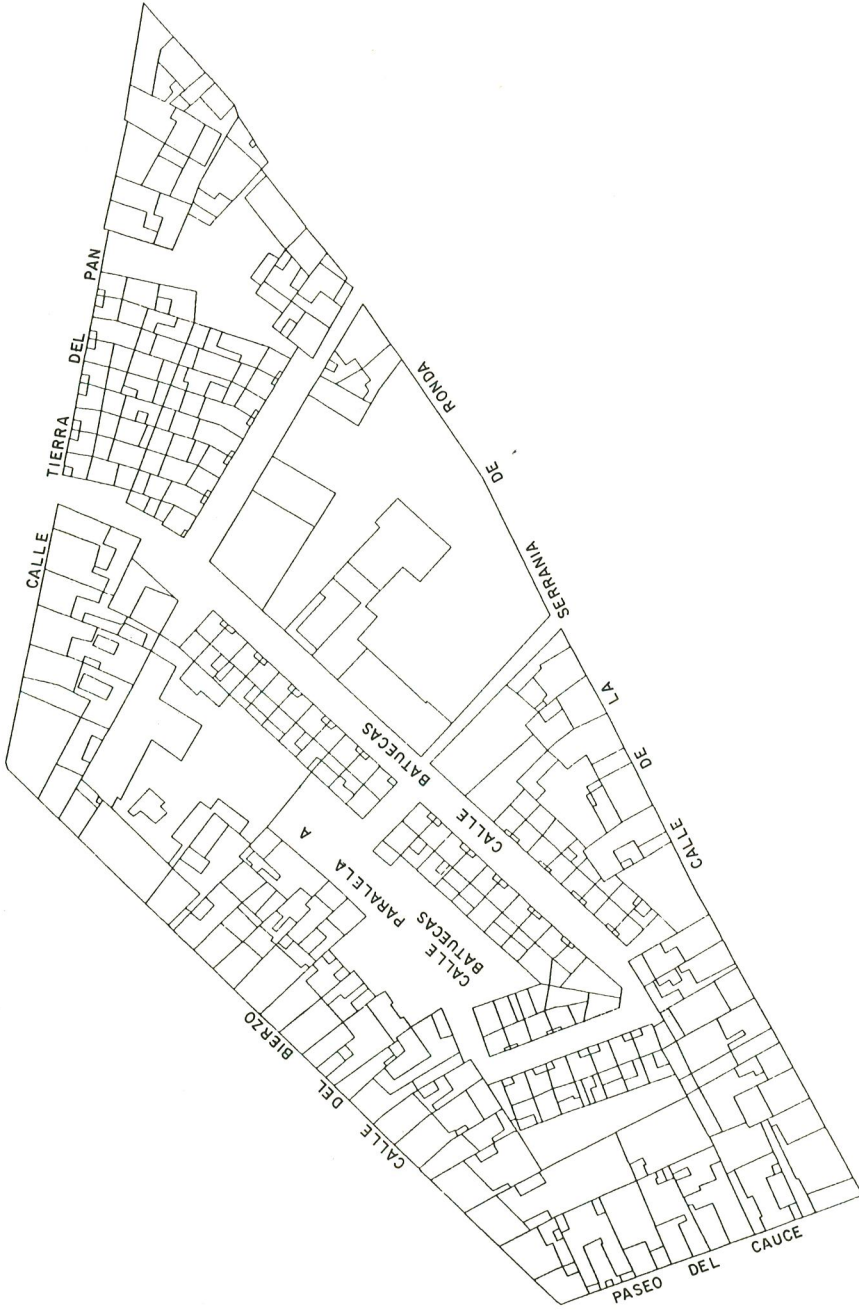 CALLE TIERRA DEL PAN
RONDA DE
CALLE DE LA SERRANIA
CALLE BATUECAS
CALLE PARALELA A
BATUECAS
CALLE DEL BIERZO
PASEO DEL CAUCE